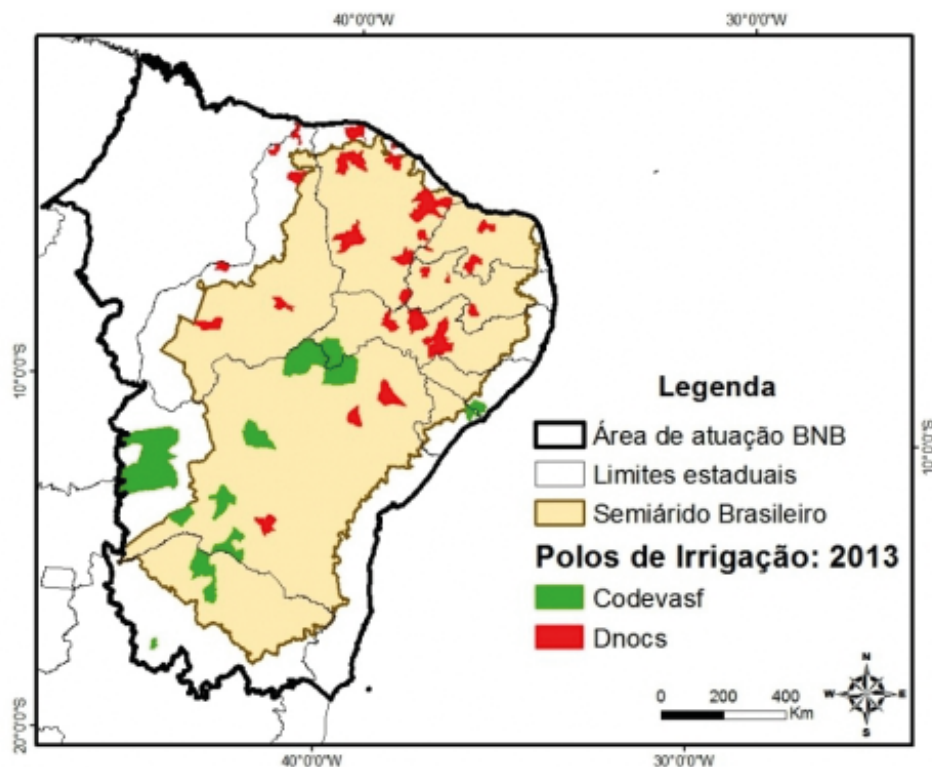 40°0'0"W 30°0'0"W
10°0'0"S
Legenda
Área de atuação BNB
Limites estaduais
Semiárido Brasileiro
Polos de Irrigação: 2013
Codevasf
Dnocs
10°0'0"S
N
W E
S
0 200 400
Km
20°0'0"S
40°0'0"W 30°0'0"W